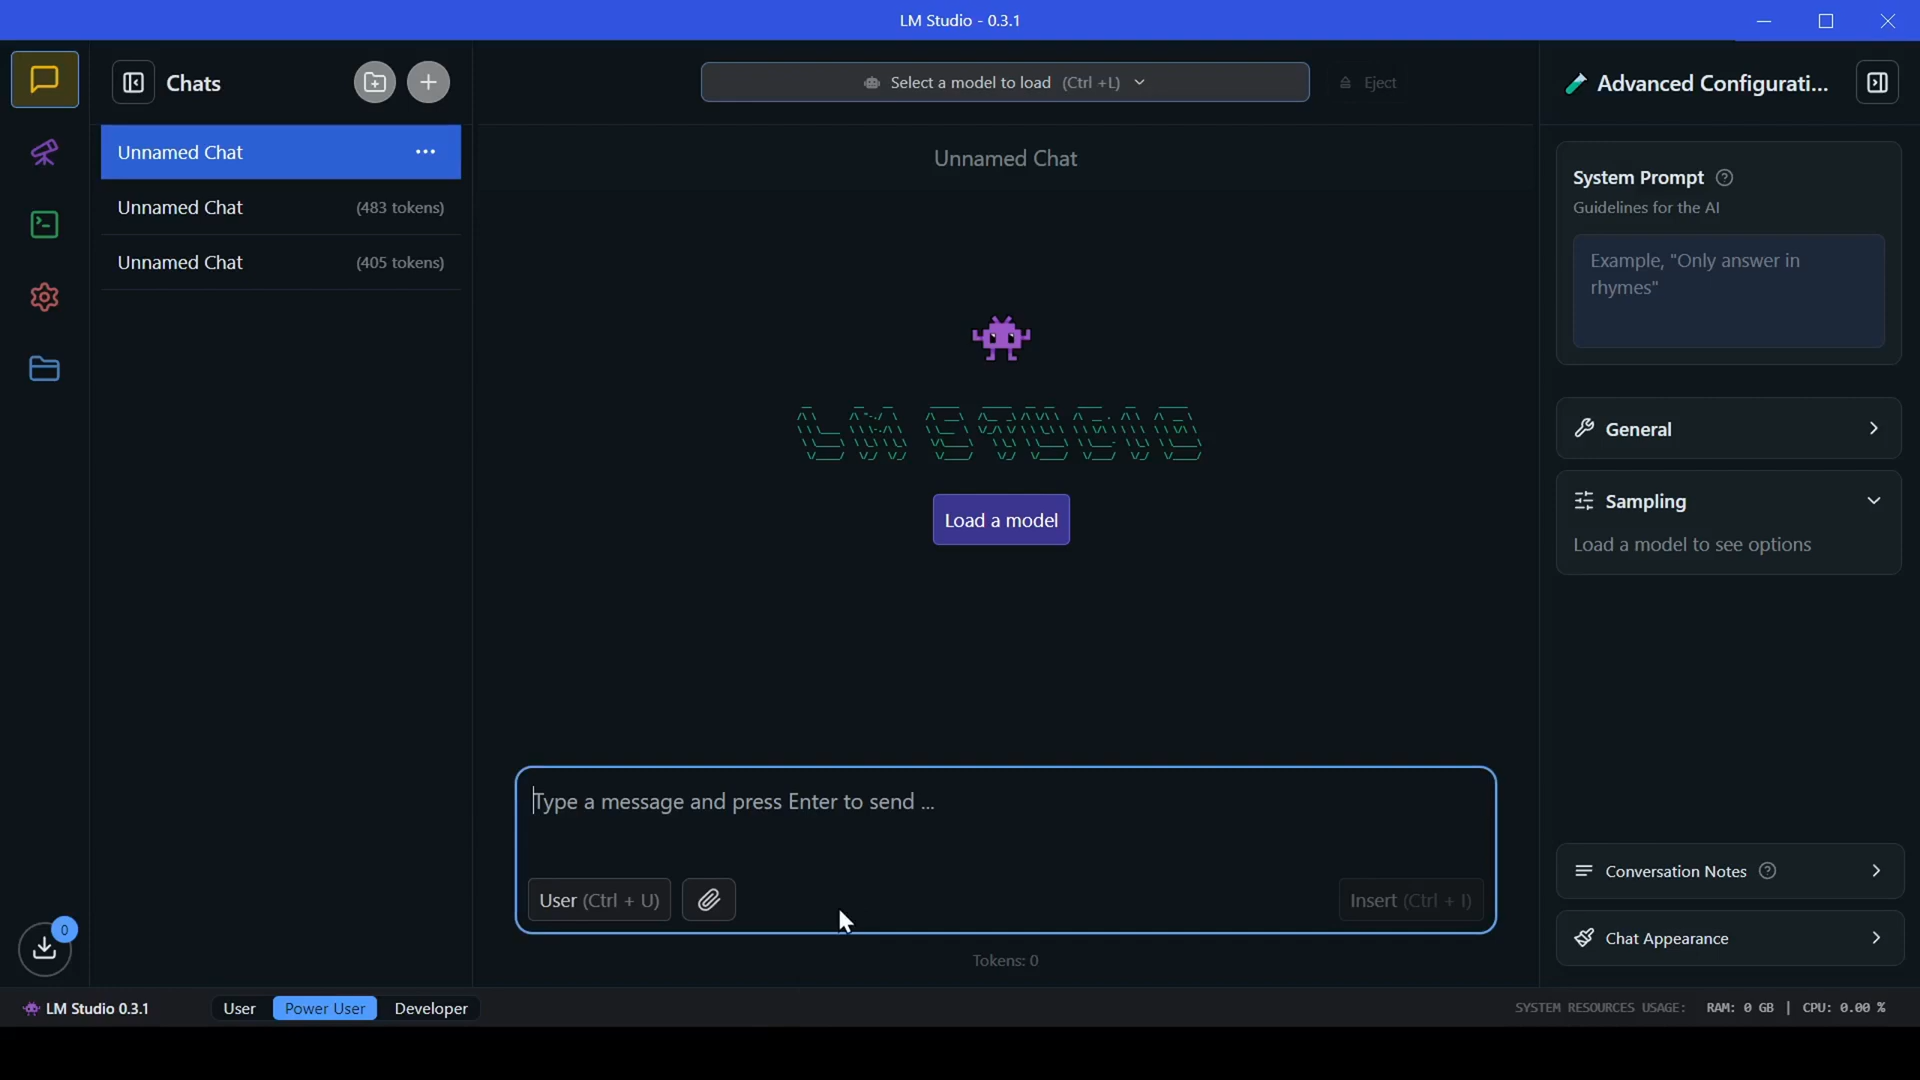 LM Studio - 0.3.1
Chats
Select a model to load (Ctrl +L)
Eject
Advanced Configurati...
Unnamed Chat
Unnamed Chat (483 tokens)
Unnamed Chat (405 tokens)
Unnamed Chat
LM STUDIO
Load a model
System Prompt
Guidelines for the AI
Example, "Only answer in
rhymes"
General
Sampling
Load a model to see options
Type a message and press Enter to send ...
User (Ctrl + U)
Insert (Ctrl + I)
Tokens: 0
Conversation Notes
Chat Appearance
0
LM Studio 0.3.1
User
Power User
Developer
SYSTEM RESOURCES USAGE: RAM: 0 GB | CPU: 0.00 %